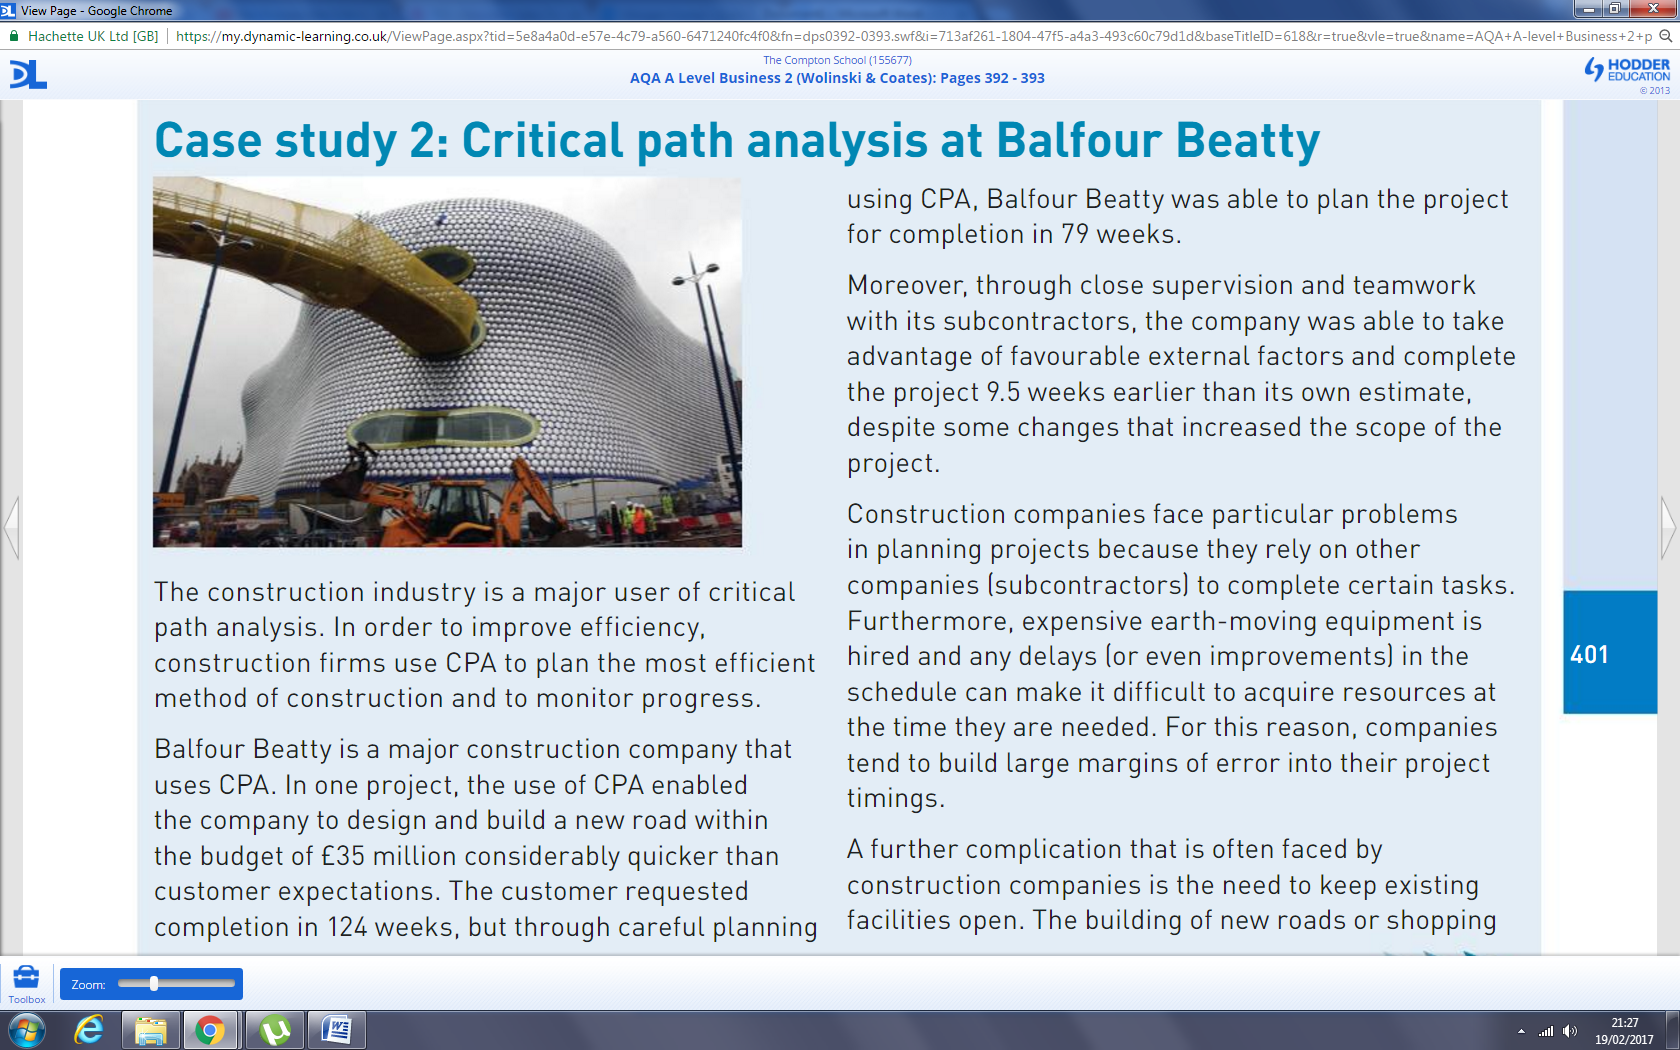 View Page - Google Chrome
Hachette UK Ltd [GB] https://my.dynamic-learning.co.uk/ViewPage.aspx?tid=5e8a4a0d-e57e-4c79-a560-6471240fc4f0&fn=dps0392-0393.swf&i=713af261-1804-47f5-a4a3-493c60c79d1d&baseTitleID=618&r=true&vle=true&name=AQA+A-level+Business+2+p
DL
The Compton School (155677)
AQA A Level Business 2 (Wolinski & Coates): Pages 392 - 393
HODDER
EDUCATION
© 2013
Case study 2: Critical path analysis at Balfour Beatty
The construction industry is a major user of critical
path analysis. In order to improve efficiency,
construction firms use CPA to plan the most efficient
method of construction and to monitor progress.
Balfour Beatty is a major construction company that
uses CPA. In one project, the use of CPA enabled
the company to design and build a new road within
the budget of £35 million considerably quicker than
customer expectations. The customer requested
completion in 124 weeks, but through careful planning
using CPA, Balfour Beatty was able to plan the project
for completion in 79 weeks.
Moreover, through close supervision and teamwork
with its subcontractors, the company was able to take
advantage of favourable external factors and complete
the project 9.5 weeks earlier than its own estimate,
despite some changes that increased the scope of the
project.
Construction companies face particular problems
in planning projects because they rely on other
companies (subcontractors) to complete certain tasks.
Furthermore, expensive earth-moving equipment is
hired and any delays (or even improvements) in the
schedule can make it difficult to acquire resources at
the time they are needed. For this reason, companies
tend to build large margins of error into their project
timings.
A further complication that is often faced by
construction companies is the need to keep existing
facilities open. The building of new roads or shopping
401
Toolbox
Zoom:
21:27
19/02/2017